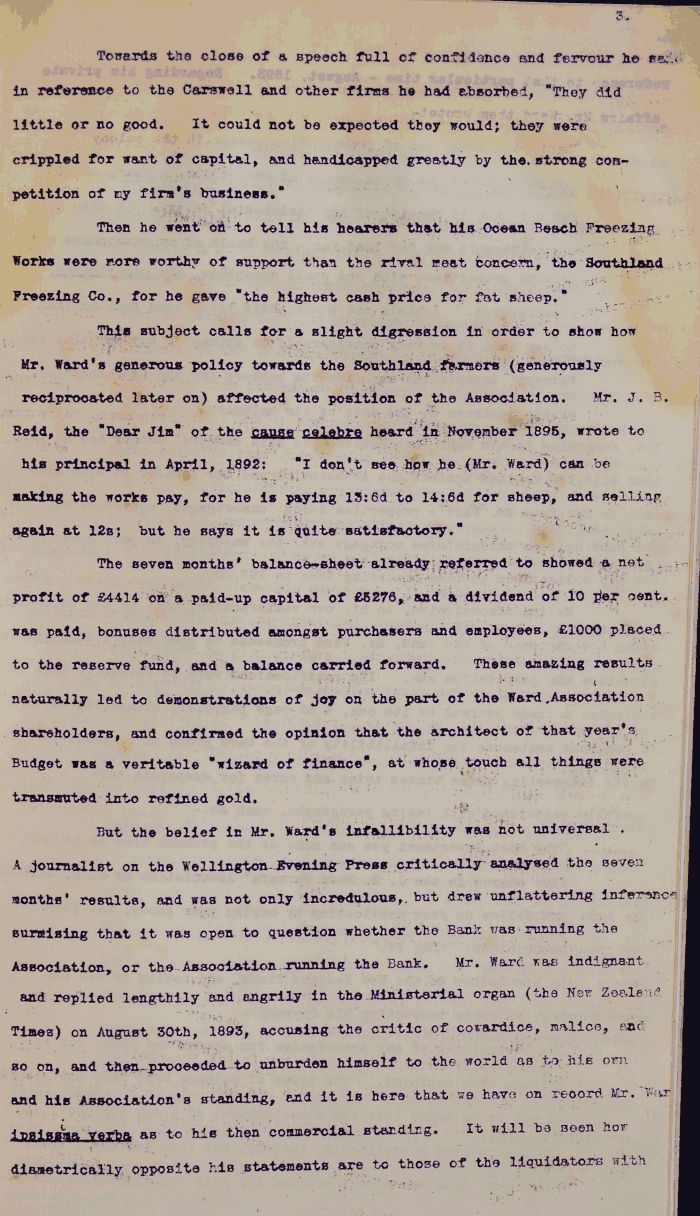 3.
Towards the close of a speech full of confidence and fervour he said
in reference to the Carswell and other firms he had absorbed, "They did
little or no good. It could not be expected they would; they were
crippled for want of capital, and handicapped greatly by the strong com-
petition of my firm's business."
Then he went on to tell his hearers that his Ocean Beach Freezing
Works were more worthy of support than the rival meat concern, the Southland
Freezing Co., for he gave "the highest cash price for fat sheep."
This subject calls for a slight digression in order to show how
Mr. Ward's generous policy towards the Southland farmers (generously
reciprocated later on) affected the position of the Association. Mr. J. B.
Reid, the "Dear Jim" of the cause celebre heard in November 1895, wrote to
his principal in April, 1892: "I don't see how he (Mr. Ward) can be
making the works pay, for he is paying 13:6d to 14:6d for sheep, and selling
again at 12s; but he says it is quite satisfactory."
The seven months' balance-sheet already referred to showed a net
profit of £4414 on a paid-up capital of £5276, and a dividend of 10 per cent.
was paid, bonuses distributed amongst purchasers and employees, £1000 placed
to the reserve fund, and a balance carried forward. These amazing results
naturally led to demonstrations of joy on the part of the Ward Association
shareholders, and confirmed the opinion that the architect of that year's
Budget was a veritable "wizard of finance", at whose touch all things were
transmuted into refined gold.
But the belief in Mr. Ward's infallibility was not universal.
A journalist on the Wellington Evening Press critically analysed the seven
months' results, and was not only incredulous, but drew unflattering inference
surmising that it was open to question whether the Bank was running the
Association, or the Association running the Bank. Mr. Ward was indignant
and replied lengthily and angrily in the Ministerial organ (the New Zealand
Times) on August 30th, 1893, accusing the critic of cowardice, malice, and
so on, and then proceeded to unburden himself to the world as to his own
and his Association's standing, and it is here that we have on record Mr. War
ipsissma verba as to his then commercial standing. It will be seen how
diametrically opposite his statements are to those of the liquidators with